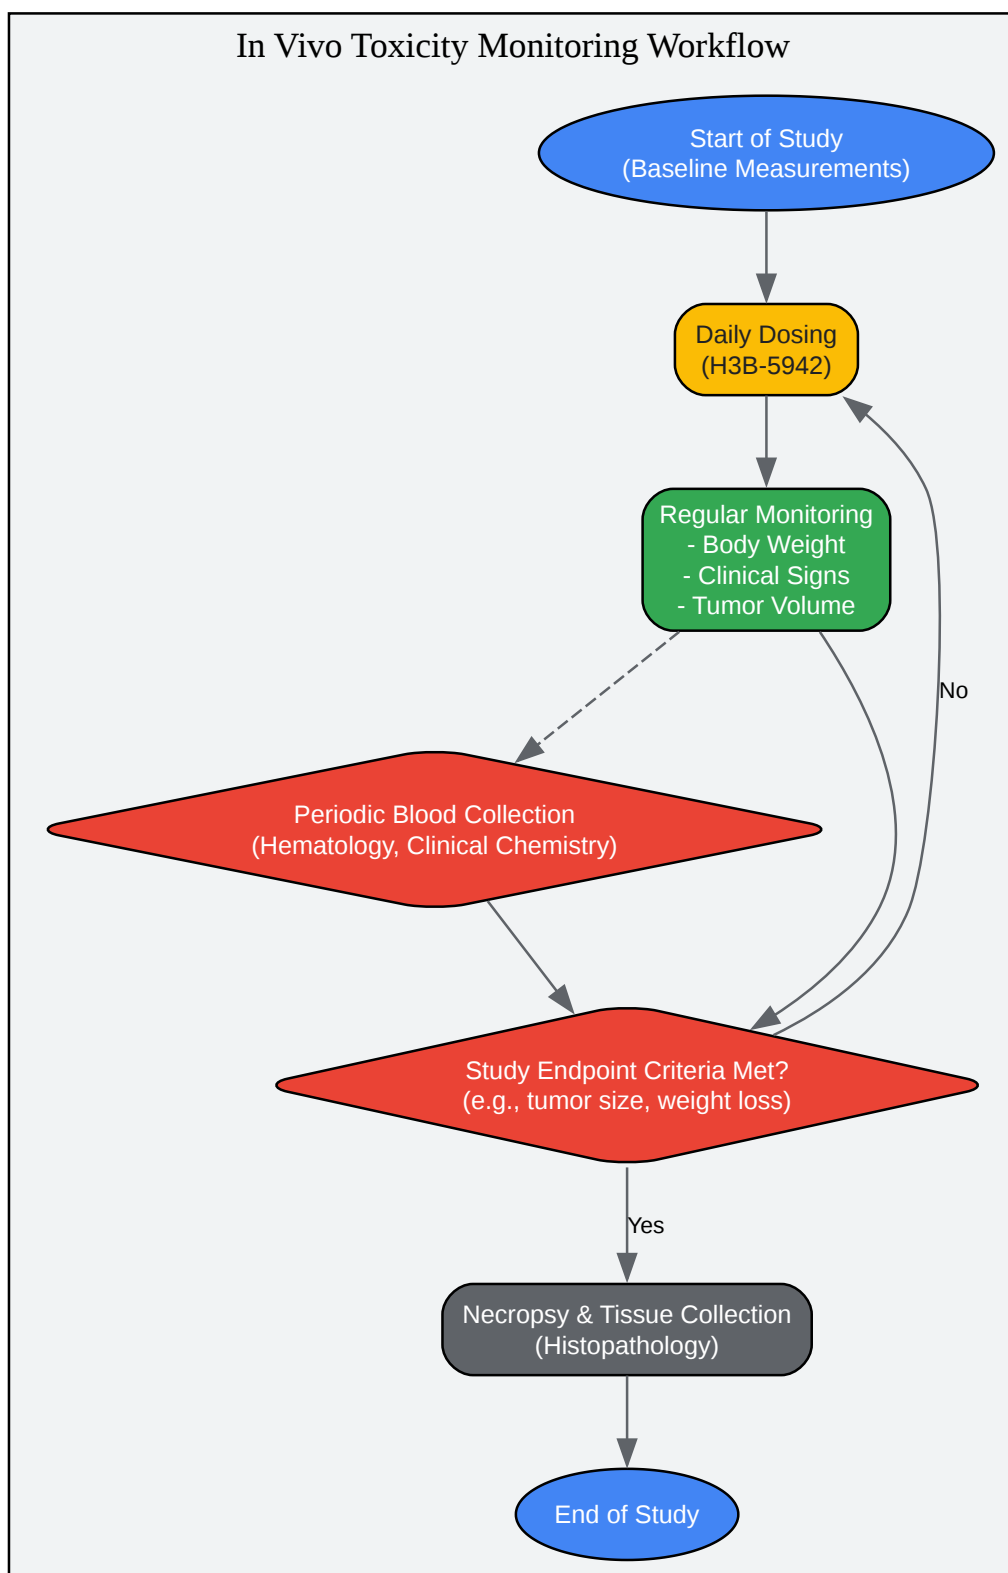 In Vivo Toxicity Monitoring Workflow
Start of Study
(Baseline Measurements)
Daily Dosing
(H3B-5942)
Regular Monitoring
- Body Weight
- Clinical Signs
- Tumor Volume
No
Periodic Blood Collection
(Hematology, Clinical Chemistry)
Study Endpoint Criteria Met?
(e.g., tumor size, weight loss)
Yes
Necropsy & Tissue Collection
(Histopathology)
End of Study